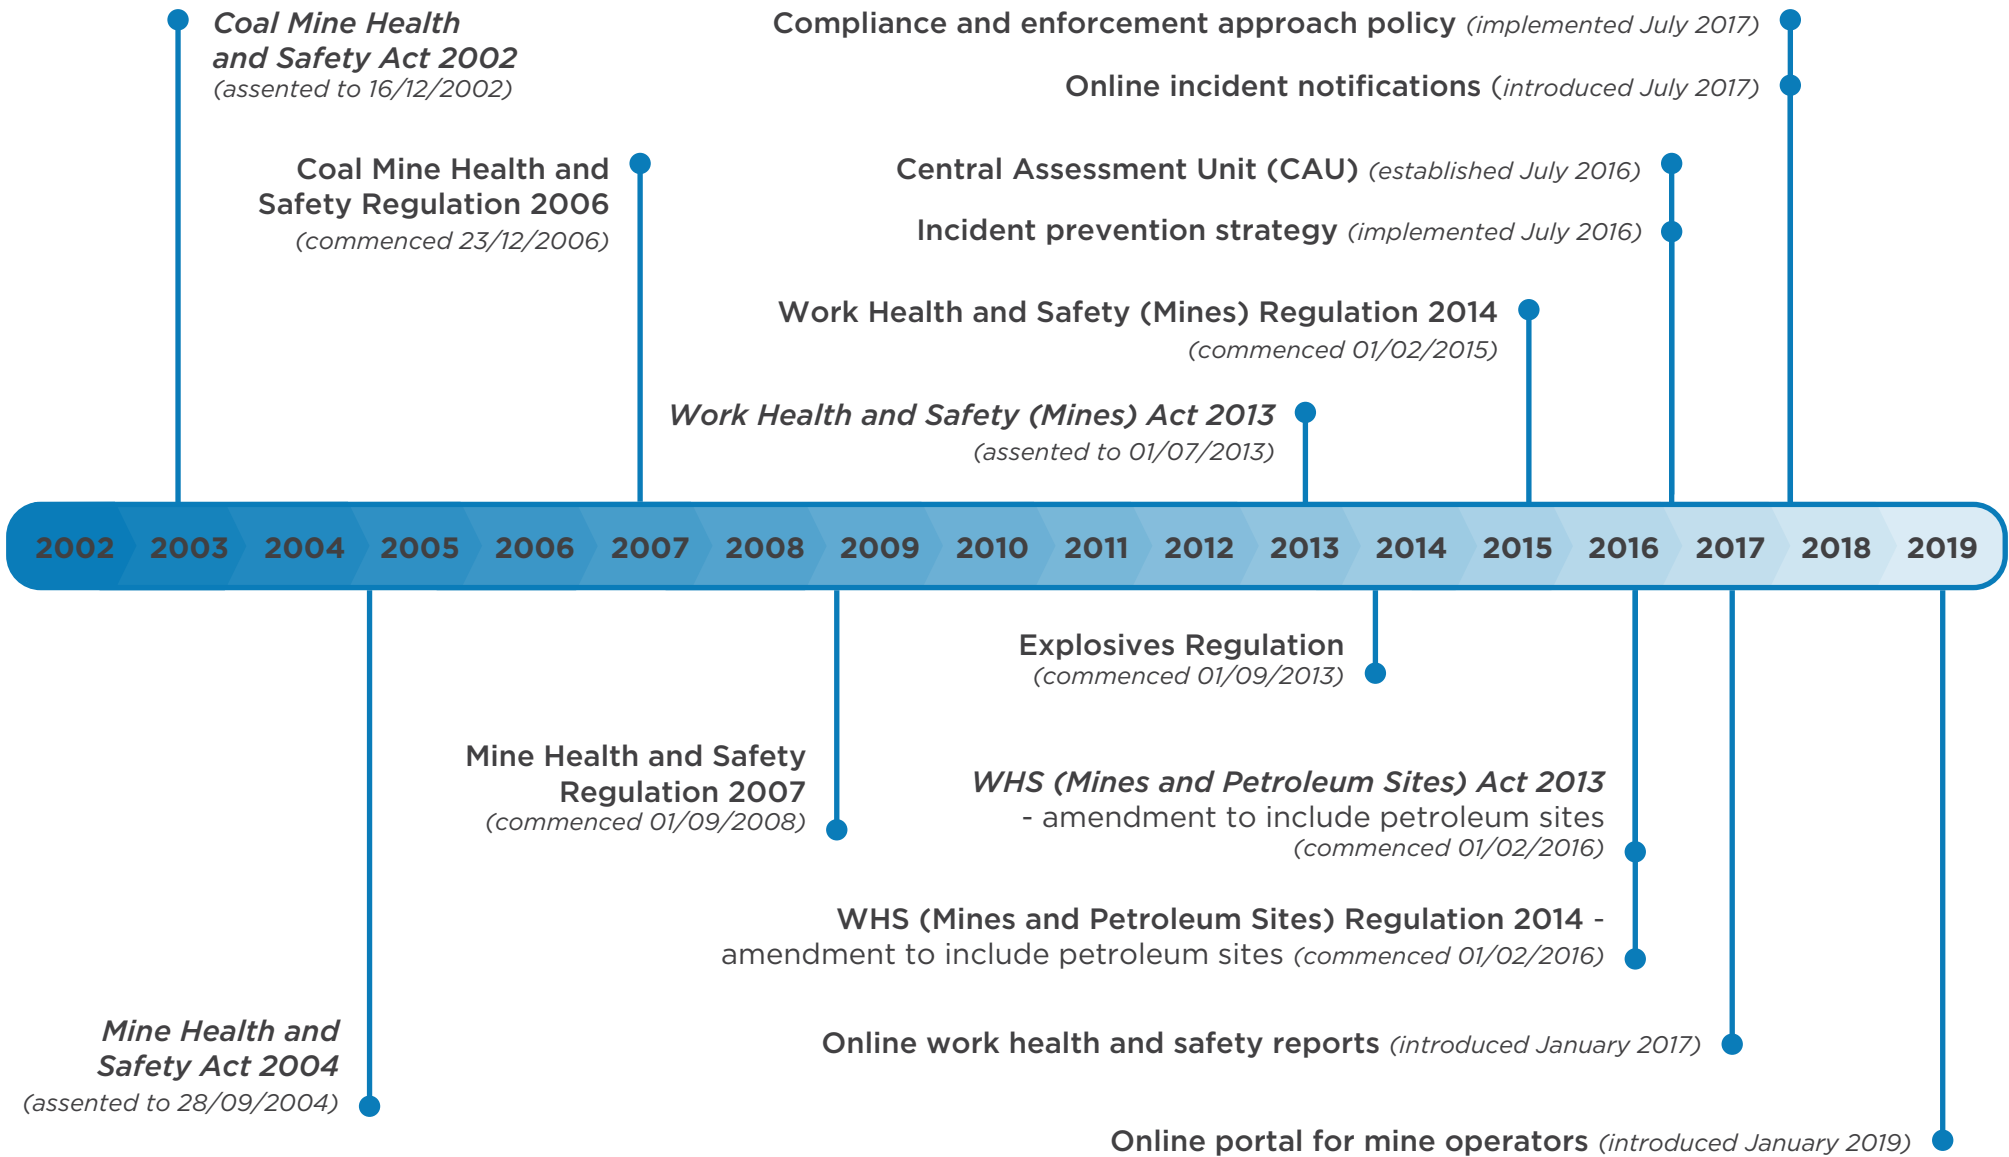 Coal Mine Health
and Safety Act 2002
(assented to 16/12/2002)
Compliance and enforcement approach policy (implemented July 2017)
Online incident notifications (introduced July 2017)
Coal Mine Health and
Safety Regulation 2006
(commenced 23/12/2006)
Central Assessment Unit (CAU) (established July 2016)
Incident prevention strategy (implemented July 2016)
Work Health and Safety (Mines) Regulation 2014
(commenced 01/02/2015)
Work Health and Safety (Mines) Act 2013
(assented to 01/07/2013)
2002 2003 2004 2005 2006 2007 2008 2009 2010 2011 2012 2013 2014 2015 2016 2017 2018 2019
Explosives Regulation
(commenced 01/09/2013)
Mine Health and Safety
Regulation 2007
(commenced 01/09/2008)
WHS (Mines and Petroleum Sites) Act 2013
- amendment to include petroleum sites
(commenced 01/02/2016)
WHS (Mines and Petroleum Sites) Regulation 2014 -
amendment to include petroleum sites (commenced 01/02/2016)
Mine Health and
Safety Act 2004
(assented to 28/09/2004)
Online work health and safety reports (introduced January 2017)
Online portal for mine operators (introduced January 2019)